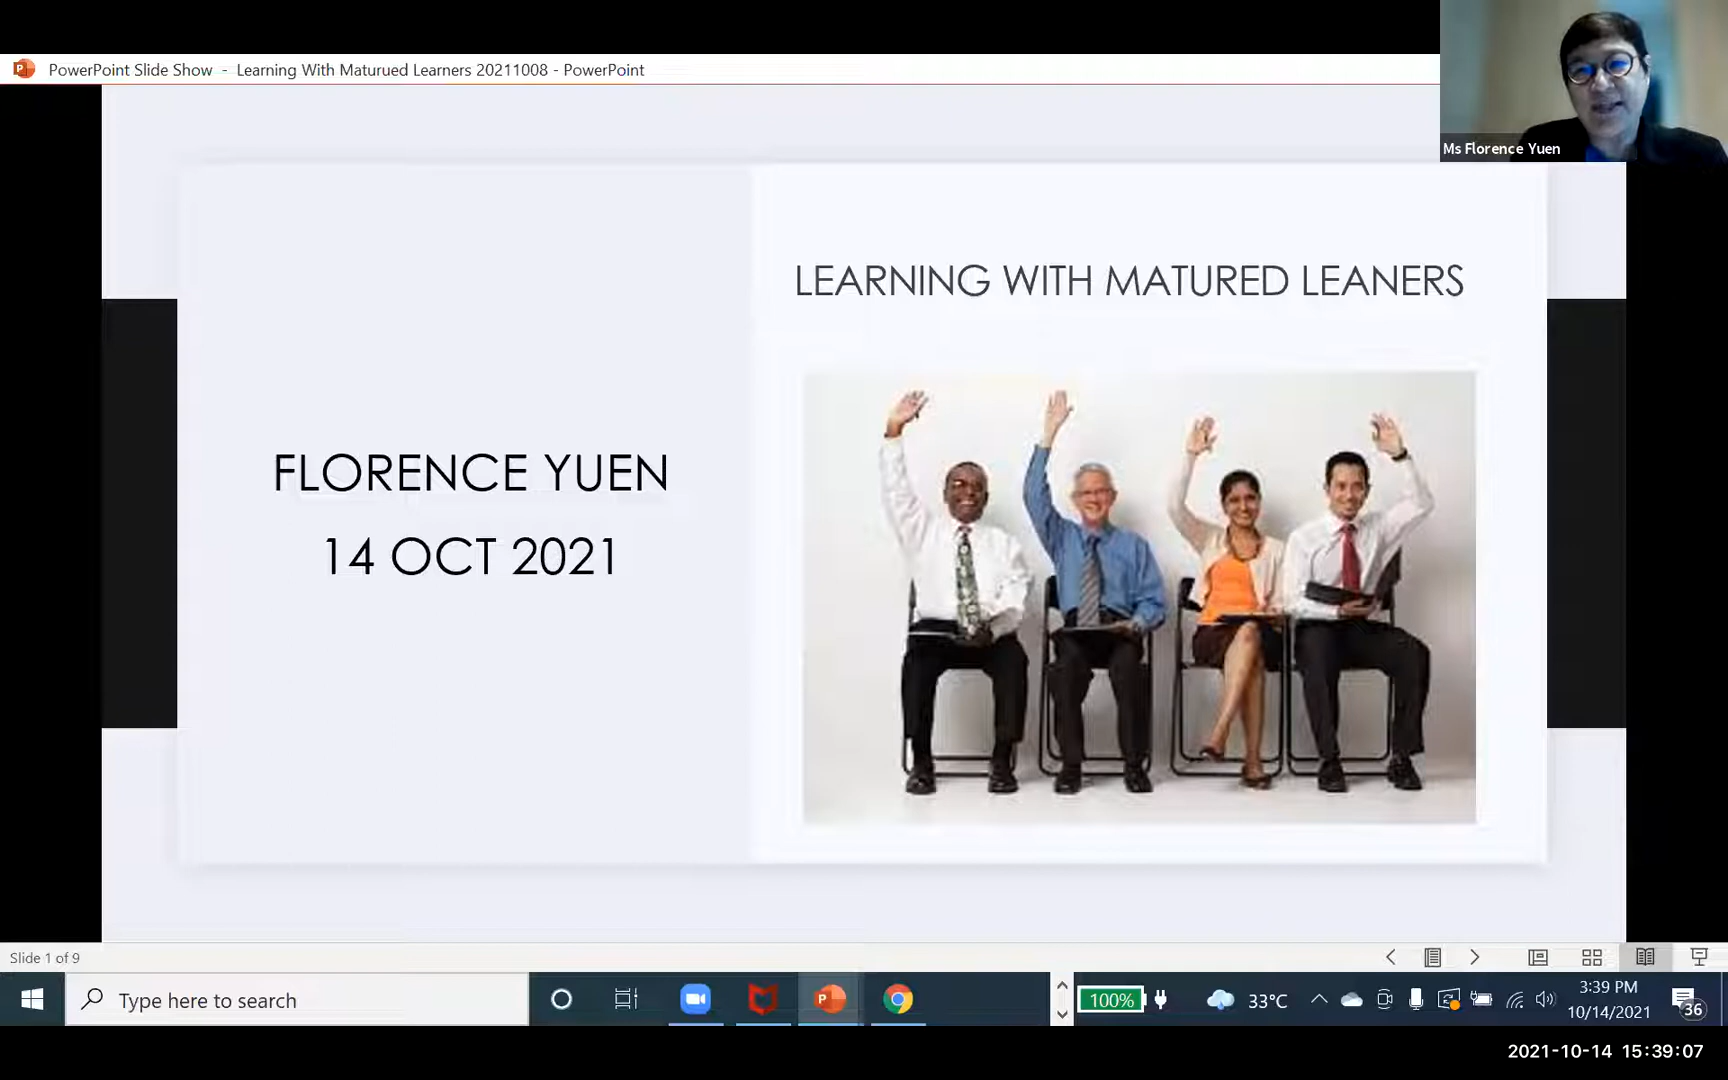 PowerPoint Slide Show - Learning With Maturued Learners 20211008 - PowerPoint
Ms Florence Yuen
LEARNING WITH MATURED LEANERS
FLORENCE YUEN
14 OCT 2021
Slide 1 of 9
Type here to search
100%
33°C
3:39 PM
10/14/2021
36
2021-10-14 15:39:07